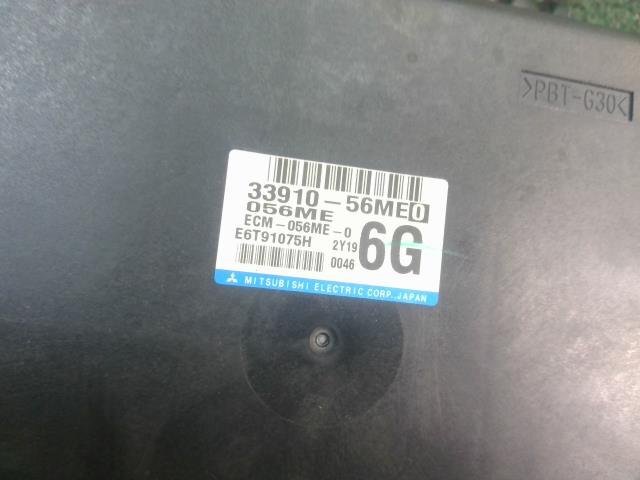 >PBT-G30<
33910-56ME0
056ME
ECM-056ME-0
E6T91075H 2Y19 6G
0046
MITSUBISHI ELECTRIC CORP., JAPAN